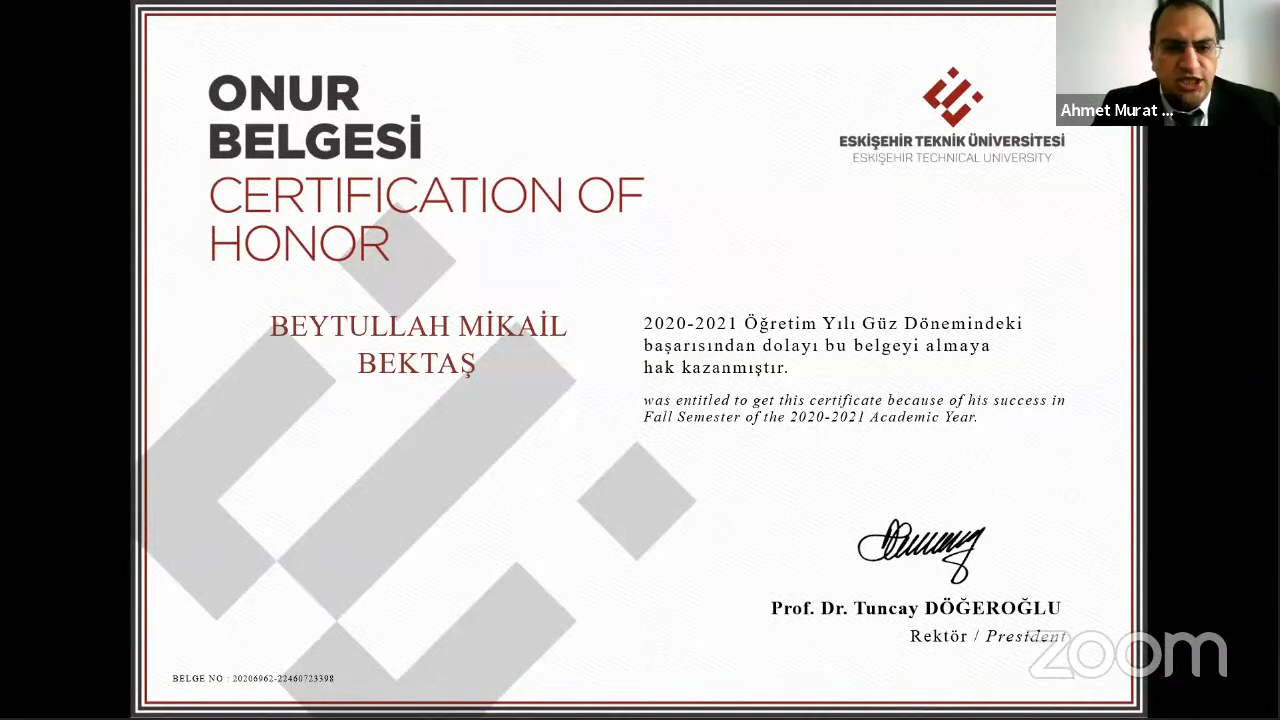 ONUR
BELGESİ
CERTIFICATION OF
HONOR
ESKİŞEHİR TEKNİK ÜNİVERSİTESİ
ESKİŞEHİR TECHNICAL UNIVERSITY
Ahmet Murat ...
BEYTULLAH MİKAİL
BEKTAŞ
2020-2021 Öğretim Yılı Güz Dönemindeki
başarısından dolayı bu belgeyi almaya
hak kazanmıştır.
was entitled to get this certificate because of his success in
Fall Semester of the 2020-2021 Academic Year.
Prof. Dr. Tuncay DÖĞEROĞLU
Rektör / President
zoom
BELGE NO : 20206962-22460723398